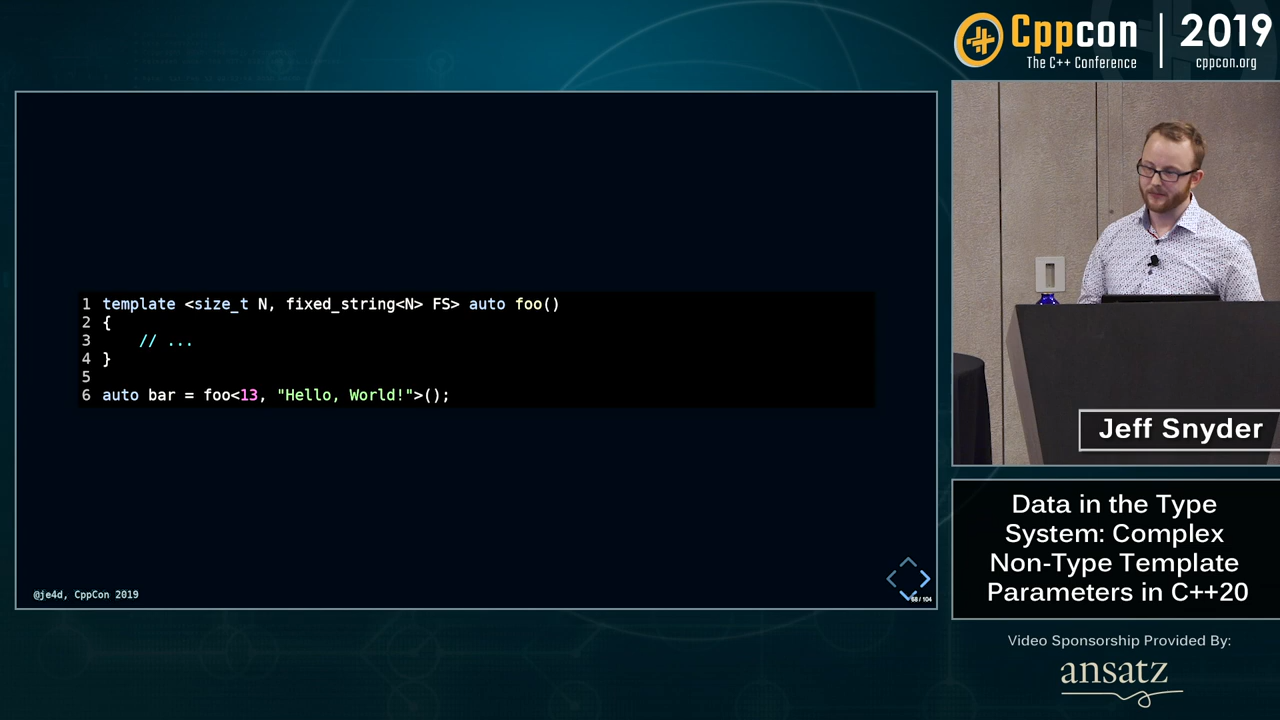 Cppcon
The C++ Conference
2019
cppcon.org
1 template <size_t N, fixed_string<N> FS> auto foo()
2 {
3     // ...
4 }
5
6 auto bar = foo<13, "Hello, World!">();
@je4d, CppCon 2019
68 / 104
Jeff Snyder
Data in the Type
System: Complex
Non-Type Template
Parameters in C++20
Video Sponsorship Provided By:
ansatz